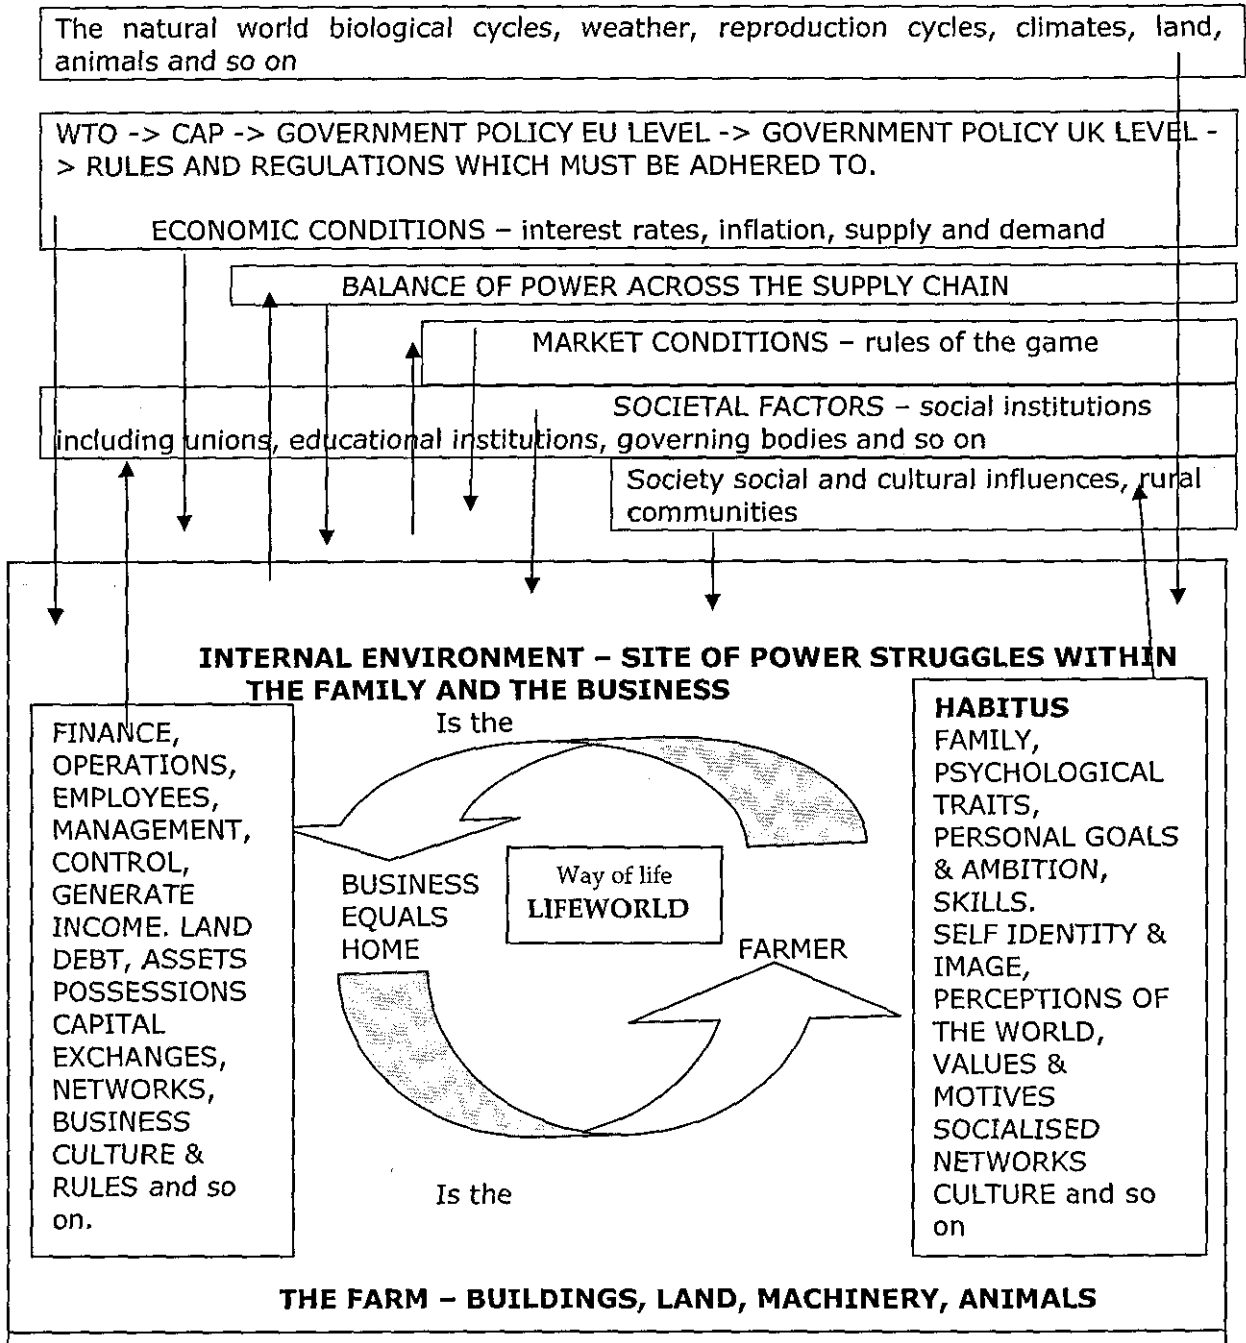 The natural world biological cycles, weather, reproduction cycles, climates, land,
animals and so on
WTO -> CAP -> GOVERNMENT POLICY EU LEVEL -> GOVERNMENT POLICY UK LEVEL -
> RULES AND REGULATIONS WHICH MUST BE ADHERED TO.
ECONOMIC CONDITIONS – interest rates, inflation, supply and demand
BALANCE OF POWER ACROSS THE SUPPLY CHAIN
MARKET CONDITIONS – rules of the game
SOCIETAL FACTORS – social institutions
including unions, educational institutions, governing bodies and so on
Society social and cultural influences, rural
communities
INTERNAL ENVIRONMENT – SITE OF POWER STRUGGLES WITHIN
THE FAMILY AND THE BUSINESS
FINANCE,
OPERATIONS,
EMPLOYEES,
MANAGEMENT,
CONTROL,
GENERATE
INCOME. LAND
DEBT, ASSETS
POSSESSIONS
CAPITAL
EXCHANGES,
NETWORKS,
BUSINESS
CULTURE &
RULES and so
on.
Is the
BUSINESS
EQUALS
HOME
Way of life
LIFEWORLD
FARMER
Is the
HABITUS
FAMILY,
PSYCHOLOGICAL
TRAITS,
PERSONAL GOALS
& AMBITION,
SKILLS.
SELF IDENTITY &
IMAGE,
PERCEPTIONS OF
THE WORLD,
VALUES &
MOTIVES
SOCIALISED
NETWORKS
CULTURE and so
on
THE FARM – BUILDINGS, LAND, MACHINERY, ANIMALS